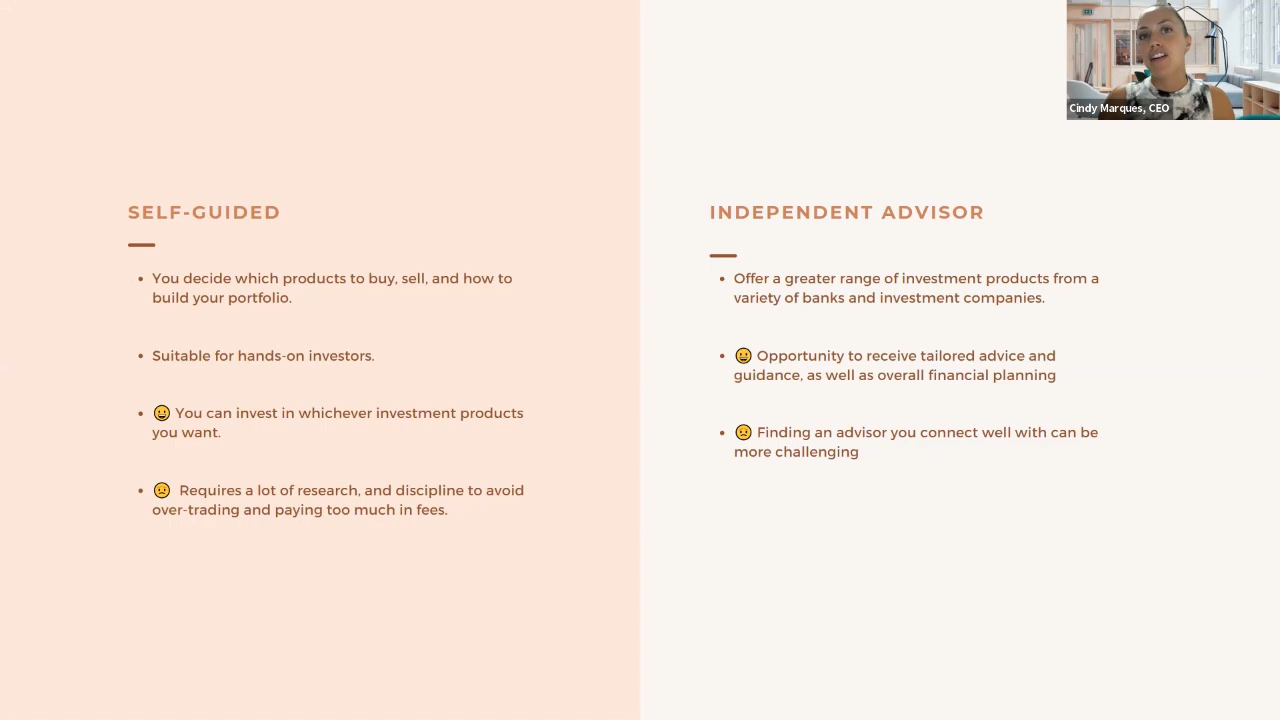 Cindy Marques, CEO
SELF-GUIDED
You decide which products to buy, sell, and how to
build your portfolio.
Suitable for hands-on investors.
You can invest in whichever investment products
you want.
Requires a lot of research, and discipline to avoid
over-trading and paying too much in fees.
INDEPENDENT ADVISOR
Offer a greater range of investment products from a
variety of banks and investment companies.
Opportunity to receive tailored advice and
guidance, as well as overall financial planning
Finding an advisor you connect well with can be
more challenging